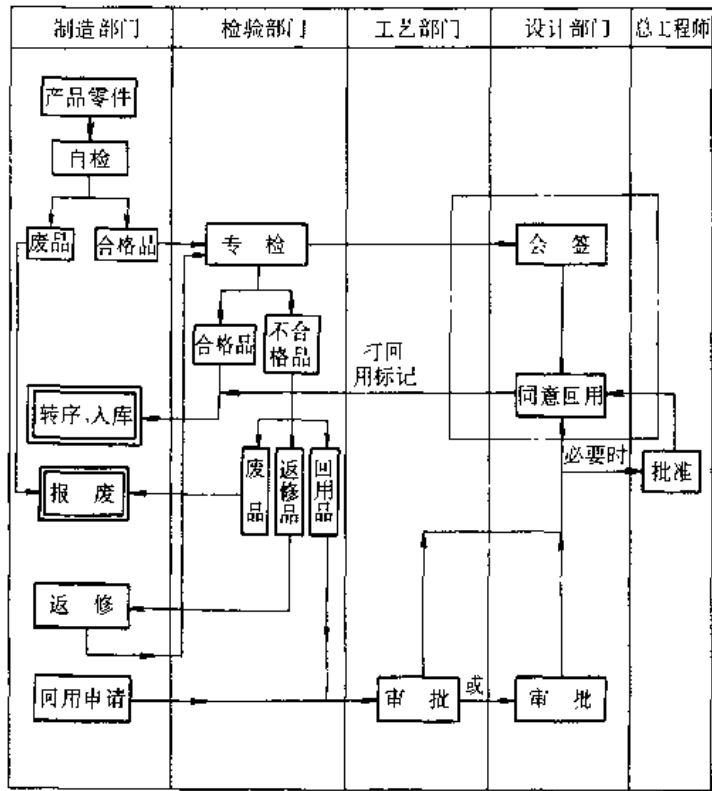 制造部门 检验部门 工艺部门 设计部门 总工程师
产品零件
自检
废品 合格品 专检 会签
合格品 不合
格品
打回
用标记
转序、入库 同意回用
必要时 批准
报废 废品 返修品 回用品
返修
回用申请 审批 或 审批